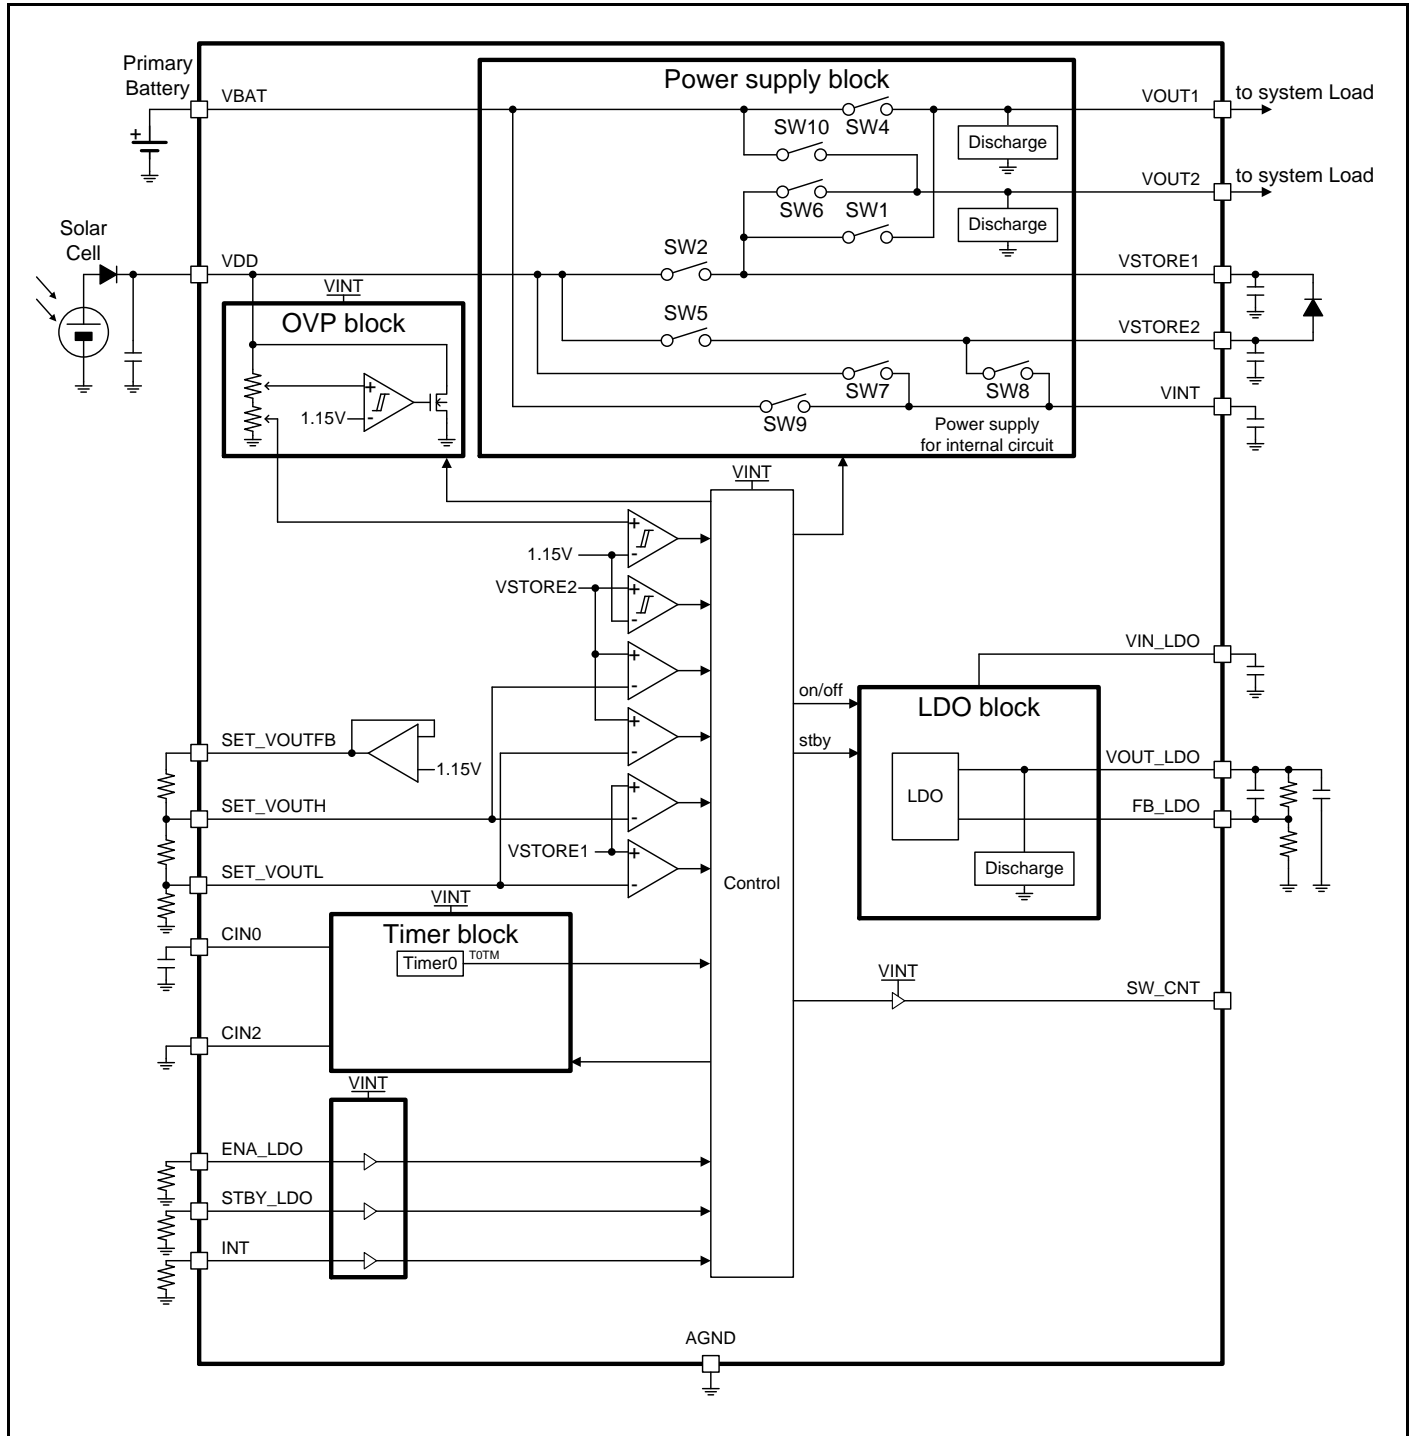 Primary
Battery
VBAT
+
Power supply block
VOUT1
to system Load
SW10
SW4
Discharge
VOUT2
to system Load
SW6
SW1
Discharge
Solar
Cell
VDD
SW2
VSTORE1
VINT
OVP block
SW5
VSTORE2
+
1.15V
-
SW7
SW8
VINT
SW9
Power supply
for internal circuit
VINT
+
1.15V
-
VSTORE2
+
-
+
-
VIN_LDO
on/off
LDO block
SET_VOUTFB
1.15V
+
-
stby
VOUT_LDO
LDO
SET_VOUTH
+
-
FB_LDO
VSTORE1
+
-
SET_VOUTL
Control
Discharge
VINT
Timer block
CIN0
Timer0
T0TM
VINT
SW_CNT
CIN2
VINT
ENA_LDO
STBY_LDO
INT
AGND